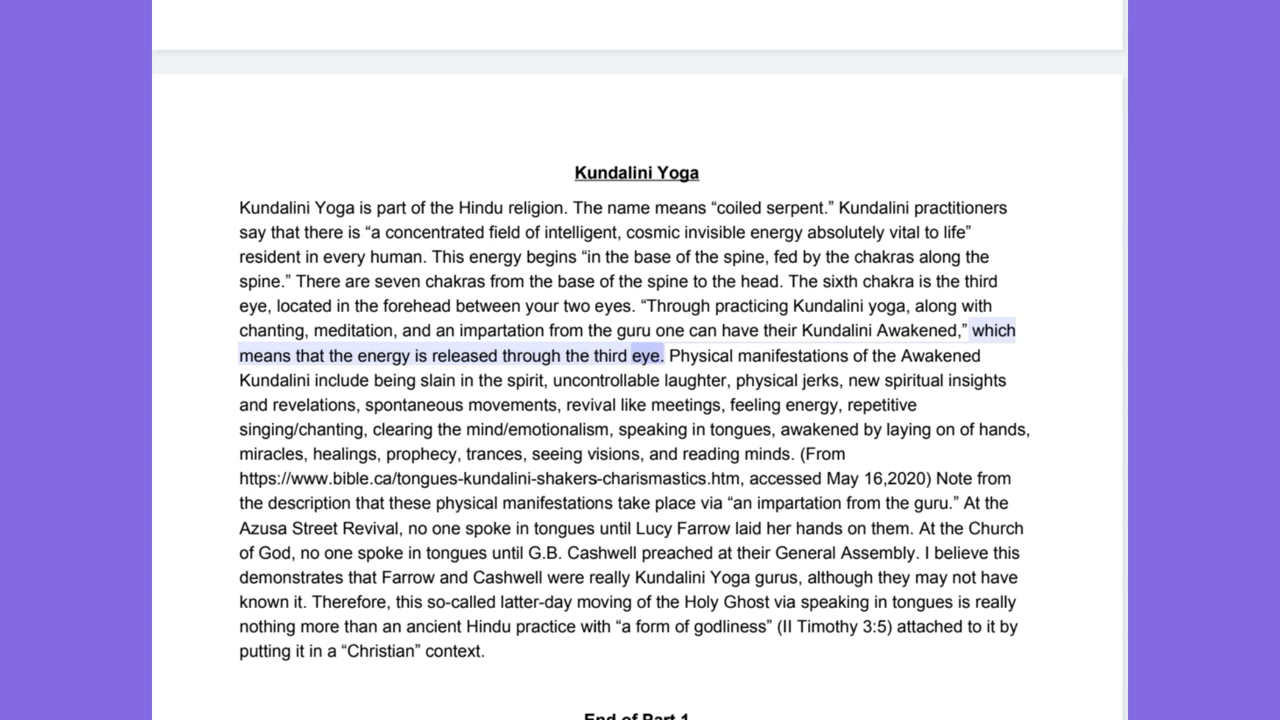 Kundalini Yoga
Kundalini Yoga is part of the Hindu religion. The name means “coiled serpent.” Kundalini practitioners
say that there is “a concentrated field of intelligent, cosmic invisible energy absolutely vital to life”
resident in every human. This energy begins “in the base of the spine, fed by the chakras along the
spine.” There are seven chakras from the base of the spine to the head. The sixth chakra is the third
eye, located in the forehead between your two eyes. “Through practicing Kundalini yoga, along with
chanting, meditation, and an impartation from the guru one can have their Kundalini Awakened,” which
means that the energy is released through the third eye. Physical manifestations of the Awakened
Kundalini include being slain in the spirit, uncontrollable laughter, physical jerks, new spiritual insights
and revelations, spontaneous movements, revival like meetings, feeling energy, repetitive
singing/chanting, clearing the mind/emotionalism, speaking in tongues, awakened by laying on of hands,
miracles, healings, prophecy, trances, seeing visions, and reading minds. (From
https://www.bible.ca/tongues-kundalini-shakers-charismastics.htm, accessed May 16,2020) Note from
the description that these physical manifestations take place via “an impartation from the guru.” At the
Azusa Street Revival, no one spoke in tongues until Lucy Farrow laid her hands on them. At the Church
of God, no one spoke in tongues until G.B. Cashwell preached at their General Assembly. I believe this
demonstrates that Farrow and Cashwell were really Kundalini Yoga gurus, although they may not have
known it. Therefore, this so-called latter-day moving of the Holy Ghost via speaking in tongues is really
nothing more than an ancient Hindu practice with “a form of godliness” (II Timothy 3:5) attached to it by
putting it in a “Christian” context.
End of Part 1